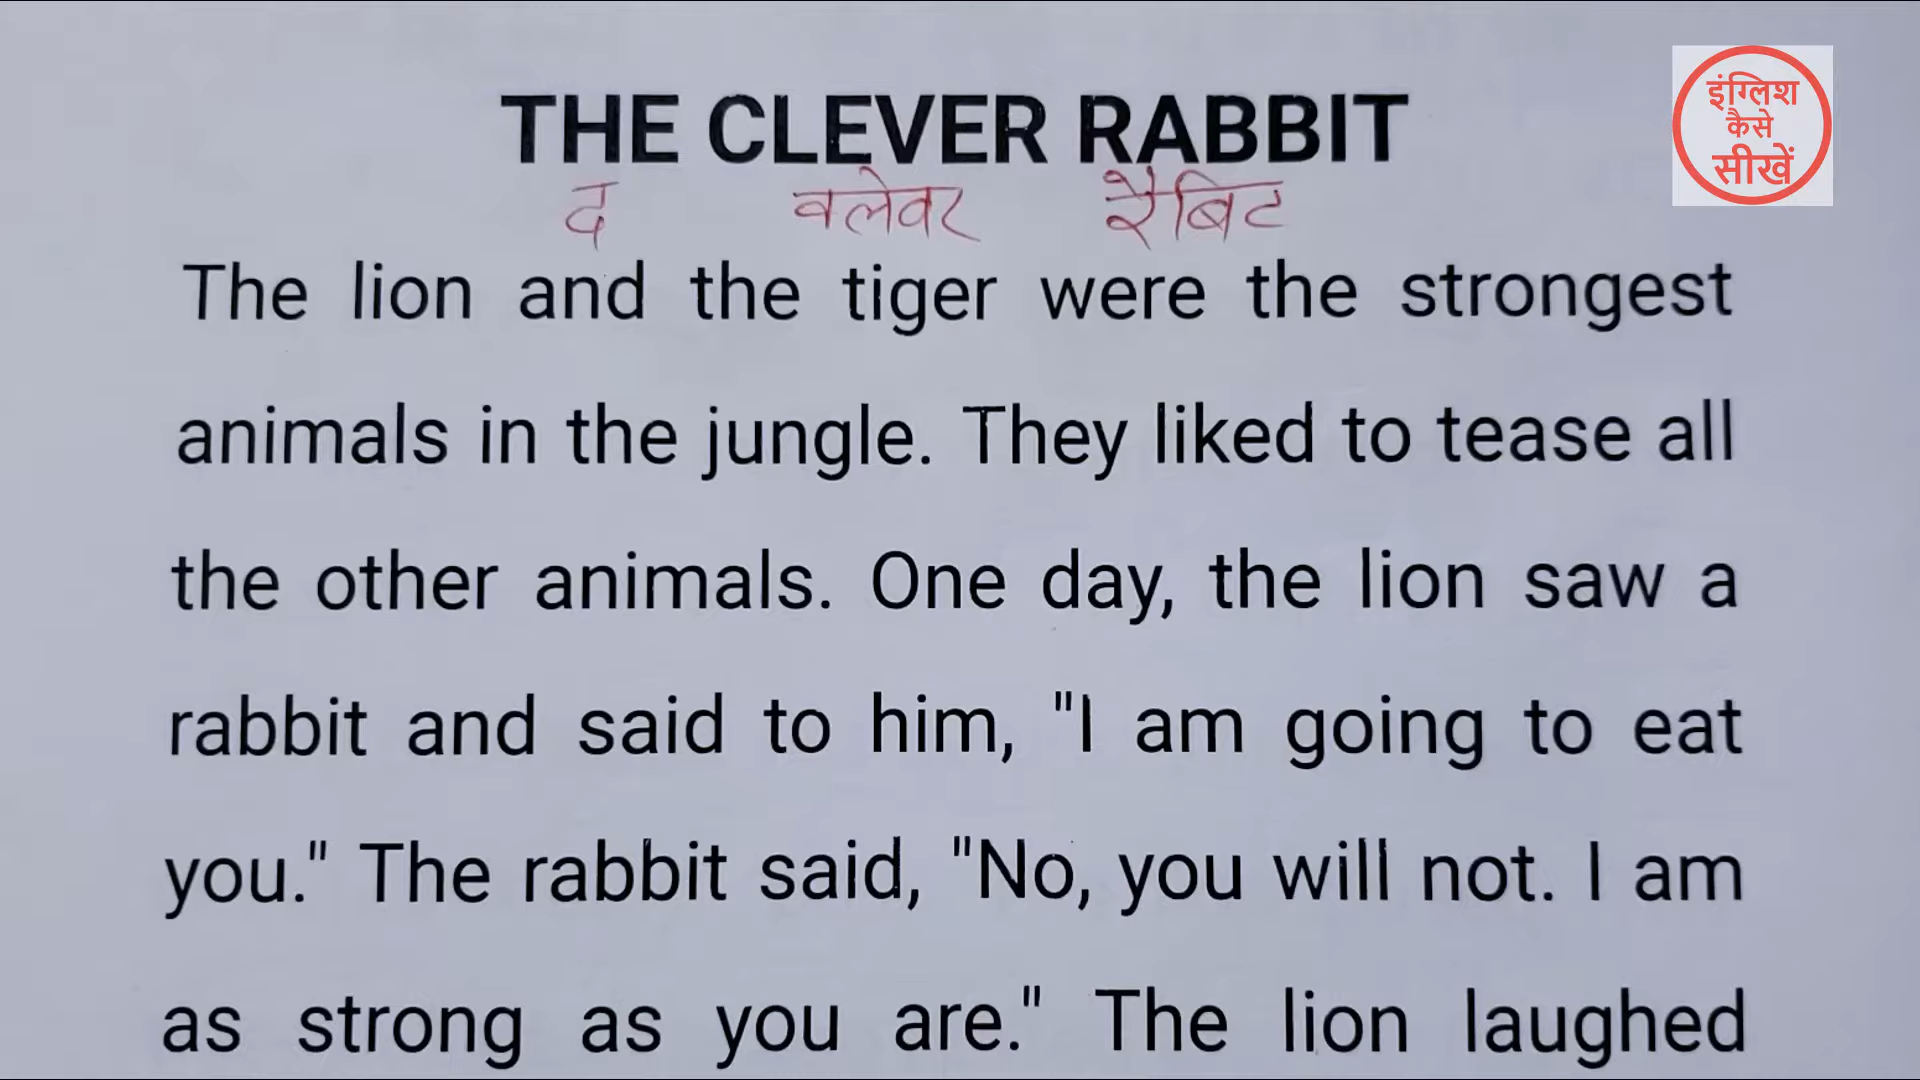 THE CLEVER RABBIT
इंग्लिश
कैसे
सीखें
द क्लेवर रैबिट
The lion and the tiger were the strongest
animals in the jungle. They liked to tease all
the other animals. One day, the lion saw a
rabbit and said to him, "I am going to eat
you." The rabbit said, "No, you will not. I am
as strong as you are." The lion laughed